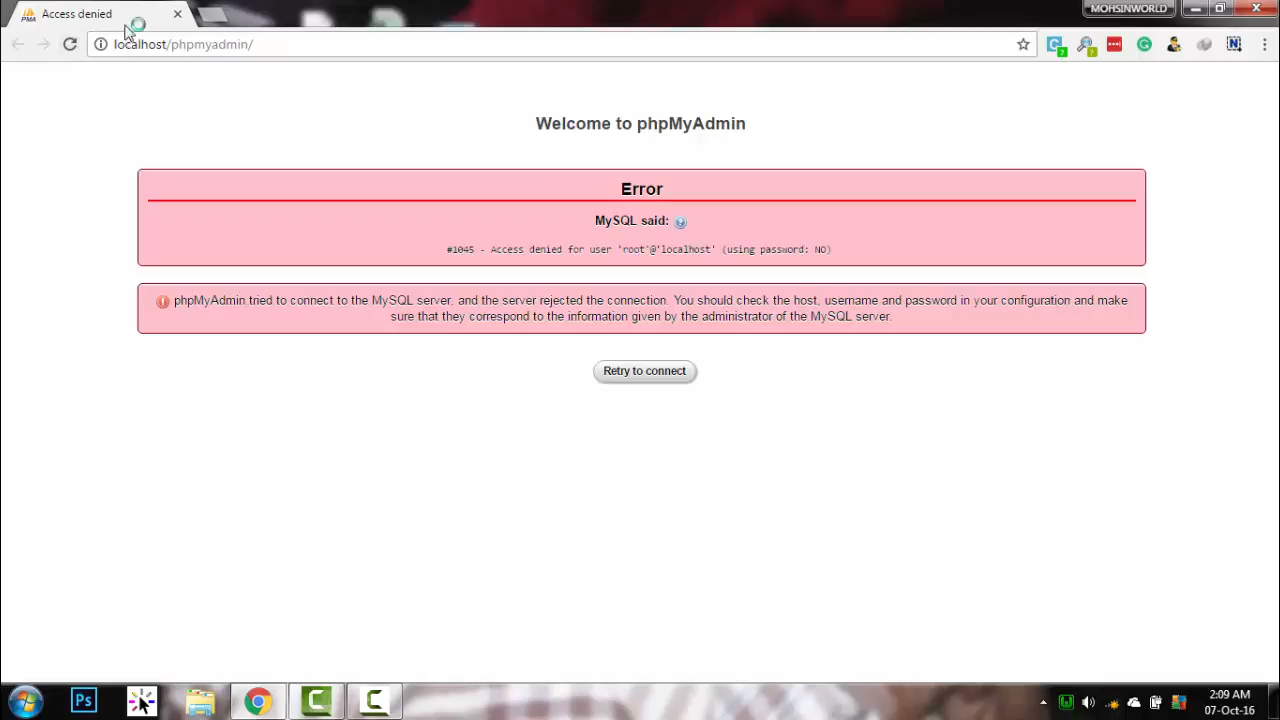 Access denied
MOHSINWORLD
localhost/phpmyadmin/
Welcome to phpMyAdmin
Error
MySQL said:
#1045 - Access denied for user 'root'@'localhost' (using password: NO)
phpMyAdmin tried to connect to the MySQL server, and the server rejected the connection. You should check the host, username and password in your configuration and make
sure that they correspond to the information given by the administrator of the MySQL server.
Retry to connect
Ps
2:09 AM
07-Oct-16